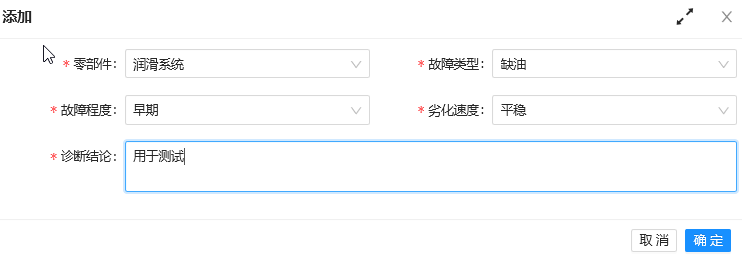 添加
* 零部件: 润滑系统 * 故障类型: 缺油
* 故障程度: 早期 * 劣化速度: 平稳
* 诊断结论: 用于测试
取 消 确 定